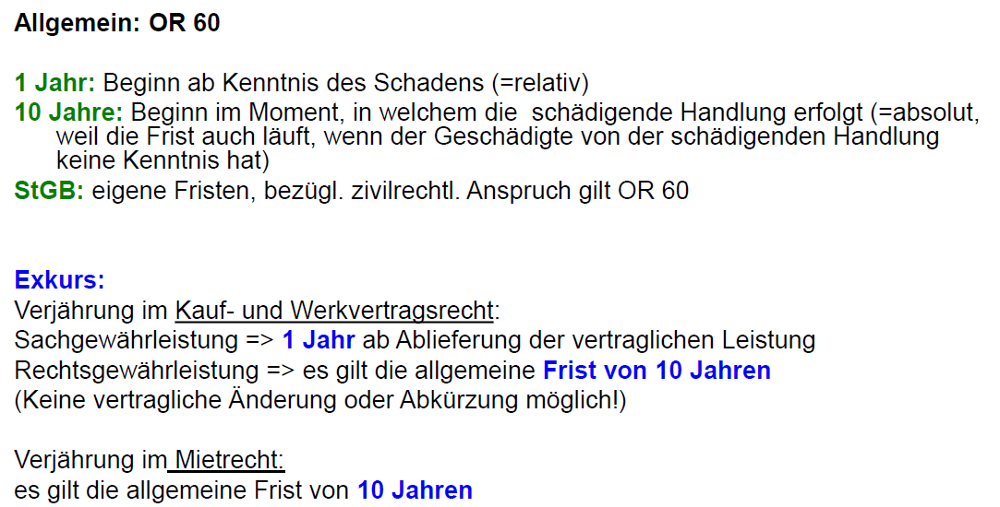 Allgemein: OR 60
1 Jahr: Beginn ab Kenntnis des Schadens (=relativ)
10 Jahre: Beginn im Moment, in welchem die  schädigende Handlung erfolgt (=absolut,
weil die Frist auch läuft, wenn der Geschädigte von der schädigenden Handlung
keine Kenntnis hat)
StGB: eigene Fristen, bezügl. zivilrechtl. Anspruch gilt OR 60
Exkurs:
Verjährung im Kauf- und Werkvertragsrecht:
Sachgewährleistung => 1 Jahr ab Ablieferung der vertraglichen Leistung
Rechtsgewährleistung => es gilt die allgemeine Frist von 10 Jahren
(Keine vertragliche Änderung oder Abkürzung möglich!)
Verjährung im Mietrecht:
es gilt die allgemeine Frist von 10 Jahren